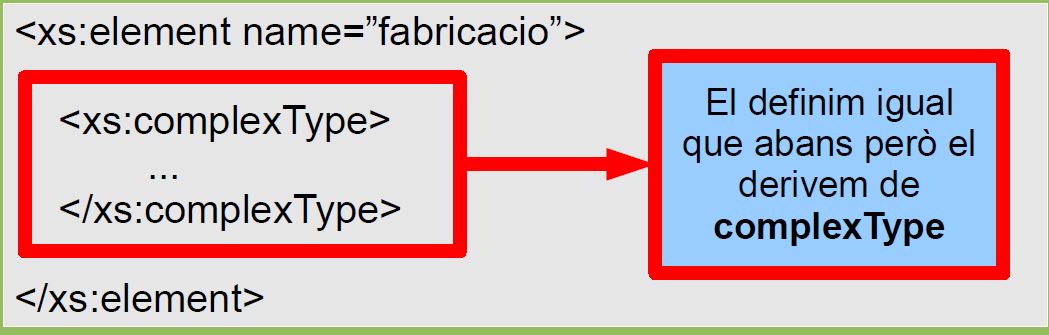 <xs:element name=”fabricacio”>
<xs:complexType>
...
</xs:complexType>
</xs:element>
El definim igual
que abans però el
derivem de
complexType